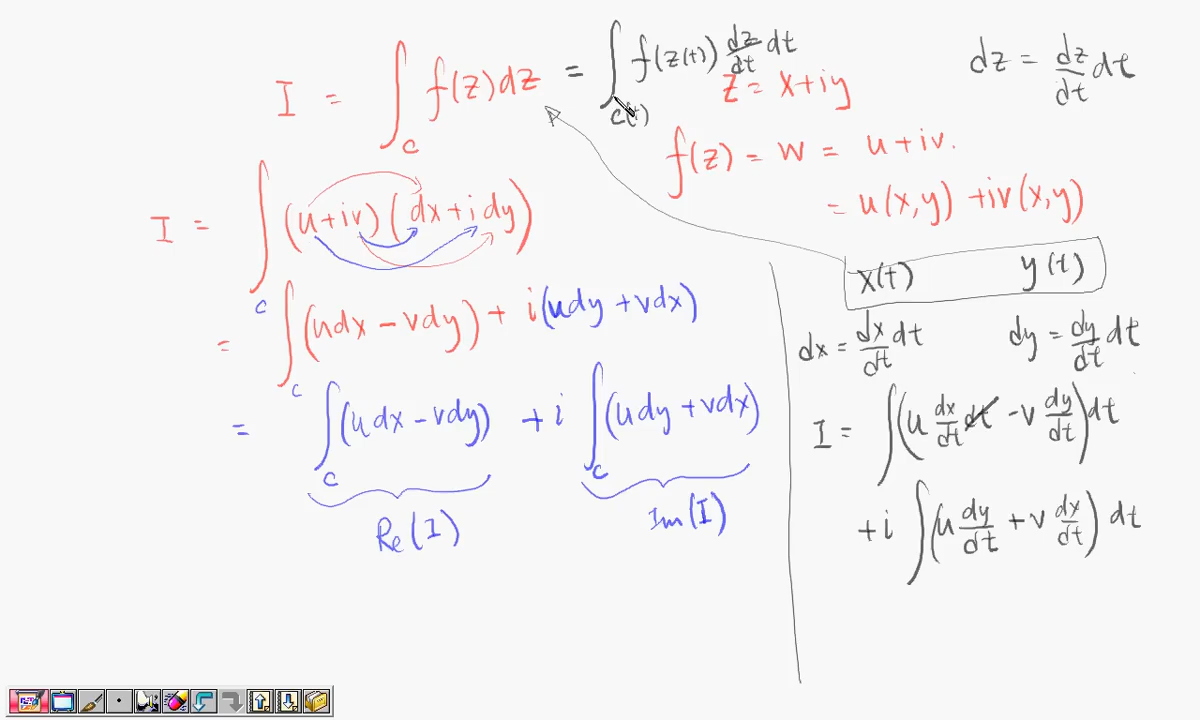 I = ∫_C f(z) dz = ∫_{C(t)} f(z(t)) dz/dt dt
z = x + iy
dz = dz/dt dt
f(z) = w = u + iv.
= u(x,y) + iv(x,y)
I = ∫_C (u + iv)(dx + i dy)
= ∫_C (udx − vdy) + i(udy + vdx)
= ∫_C (udx − vdy) + i ∫_C (udy + vdx)
Re(I) Im(I)
x(t) y(t)
dx = dx/dt dt dy = dy/dt dt
I = ∫(u dx/dt dt − v dy/dt) dt
+ i ∫(u dy/dt + v dx/dt) dt